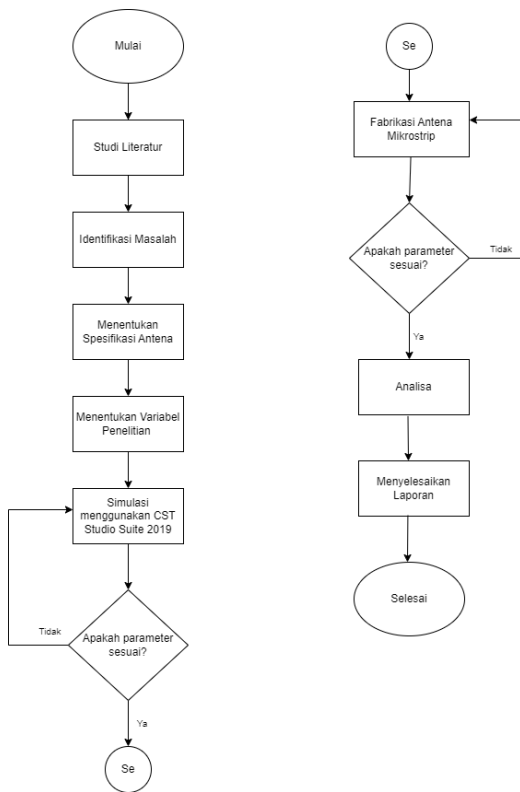 Mulai
Studi Literatur
Identifikasi Masalah
Menentukan
Spesifikasi Antena
Menentukan Variabel
Penelitian
Simulasi
menggunakan CST
Studio Suite 2019
Tidak
Apakah parameter
sesuai?
Ya
Se
Se
Fabrikasi Antena
Mikrostrip
Apakah parameter
sesuai?
Tidak
Ya
Analisa
Menyelesaikan
Laporan
Selesai